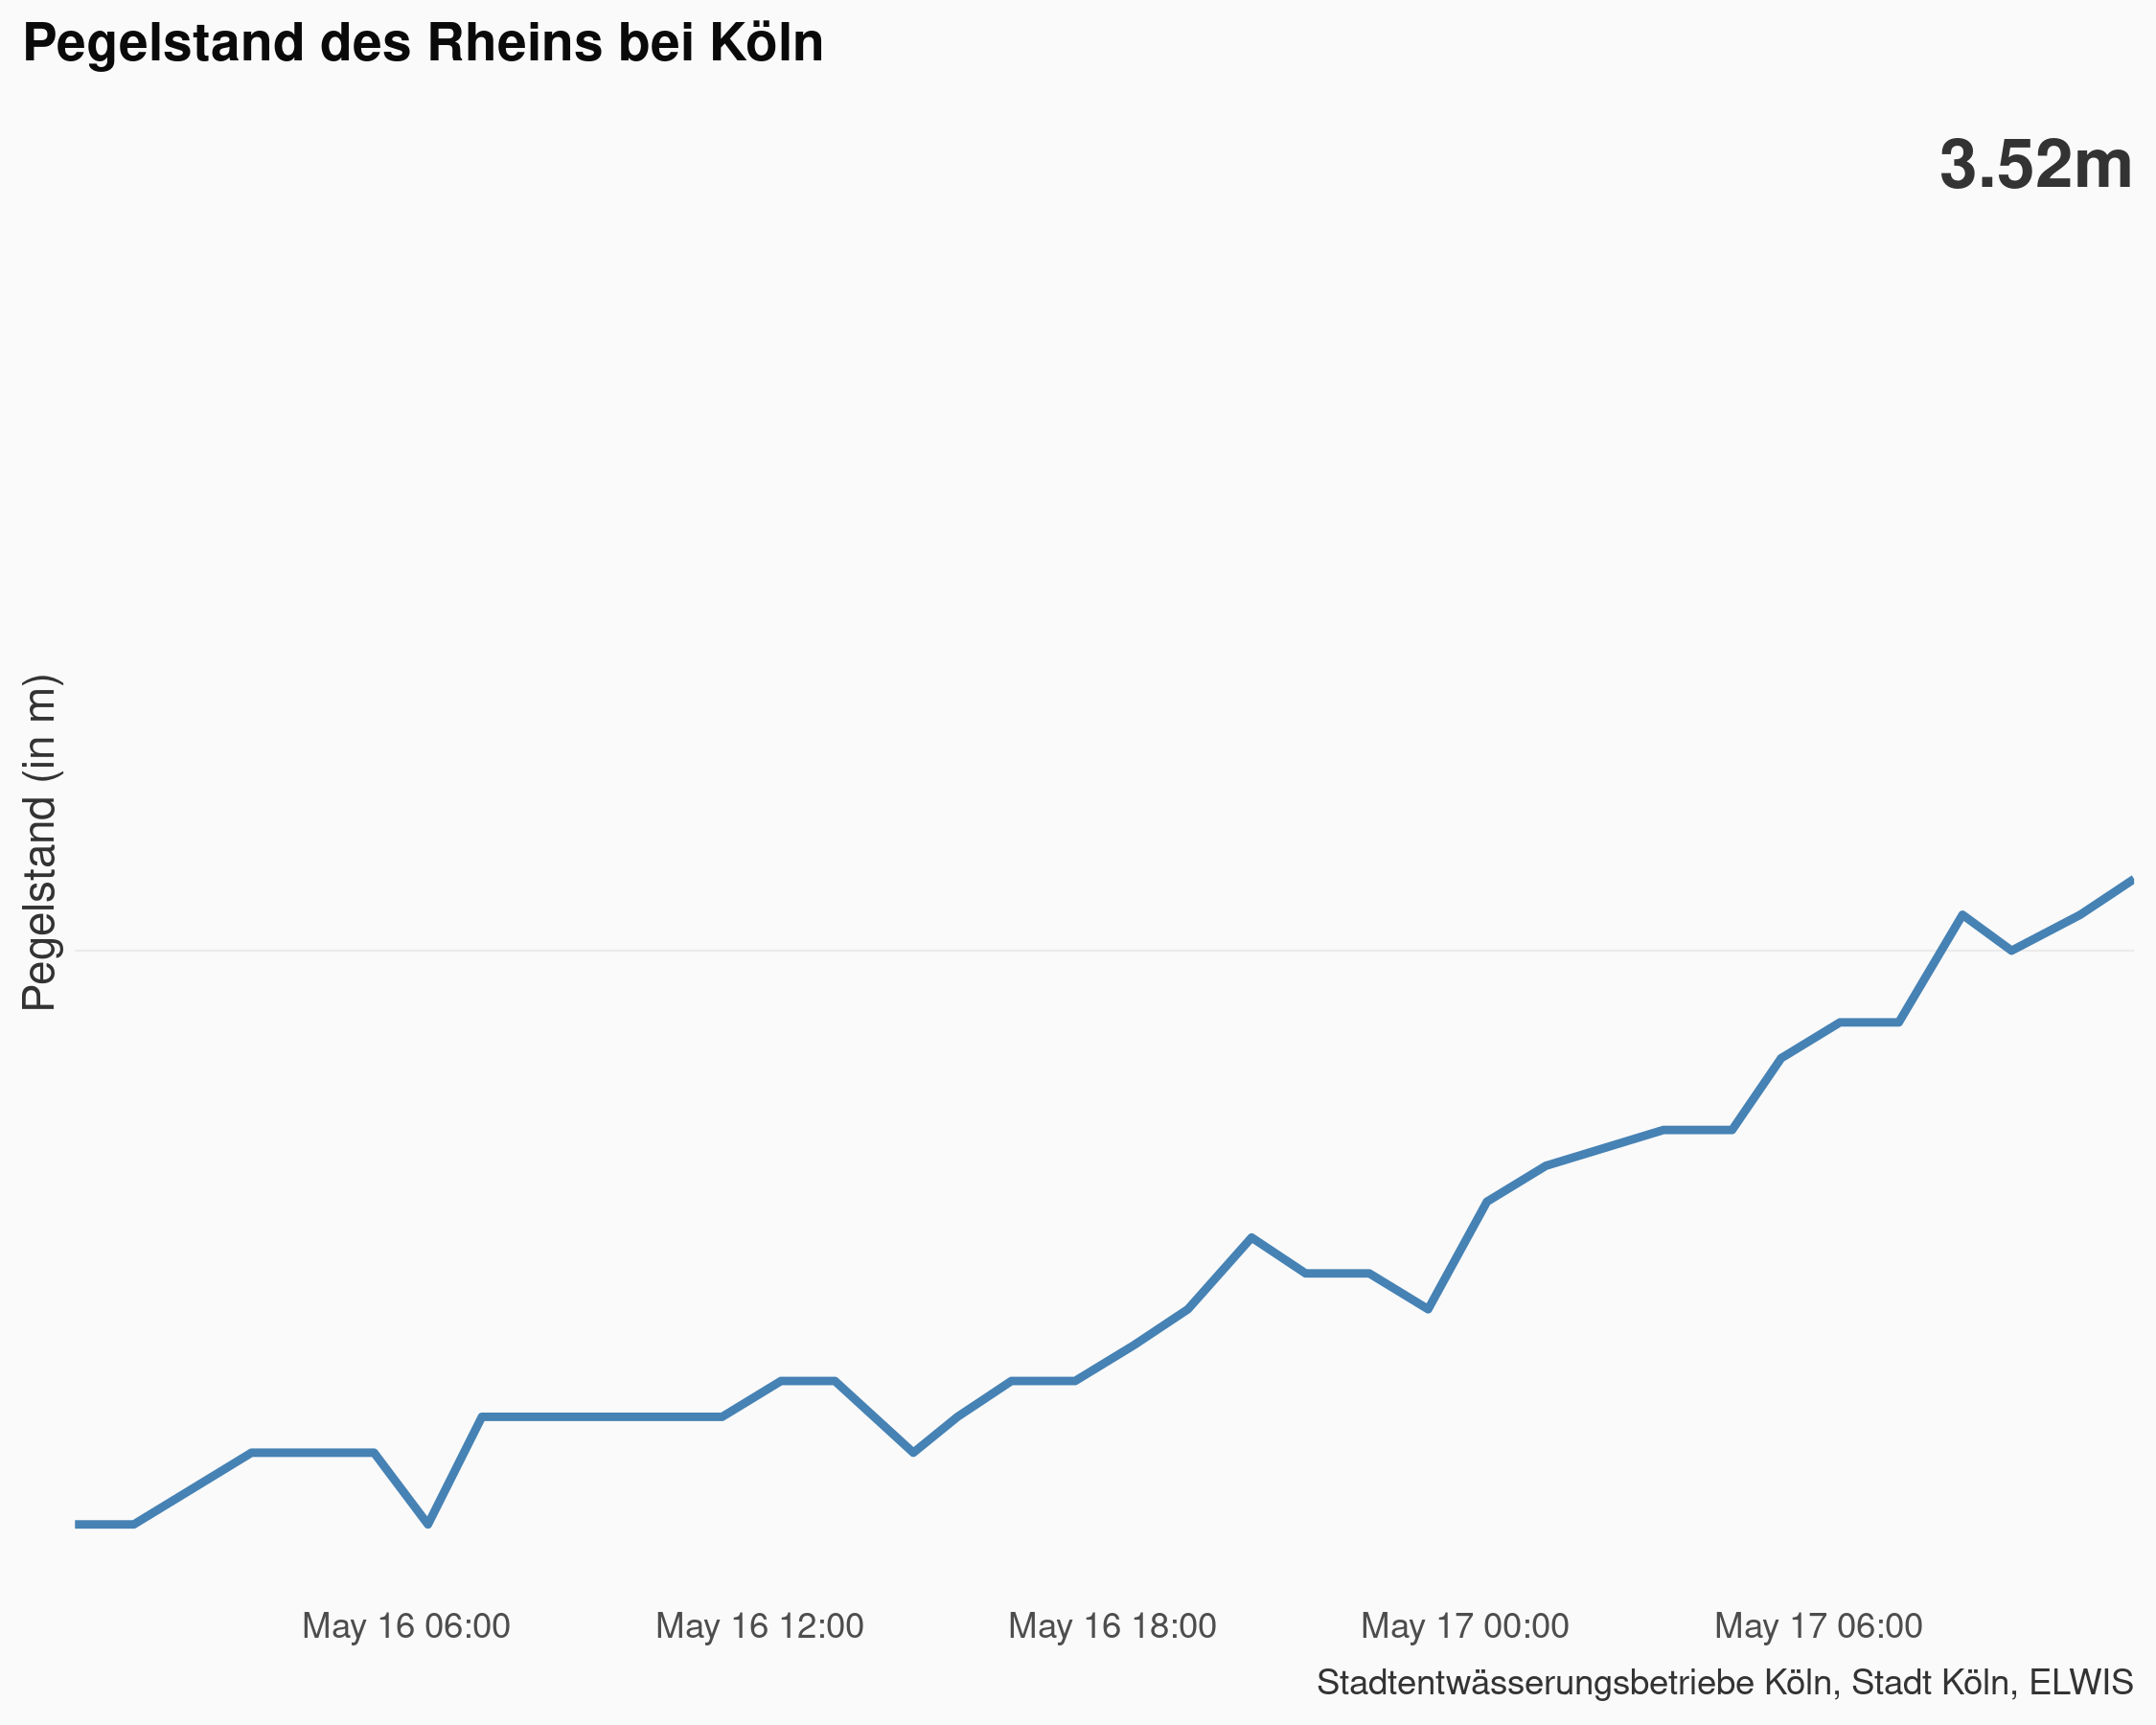 Pegelstand des Rheins bei Köln
3.52m
Pegelstand (in m)
May 16 06:00 May 16 12:00 May 16 18:00 May 17 00:00 May 17 06:00
Stadtentwässerungsbetriebe Köln, Stadt Köln, ELWIS